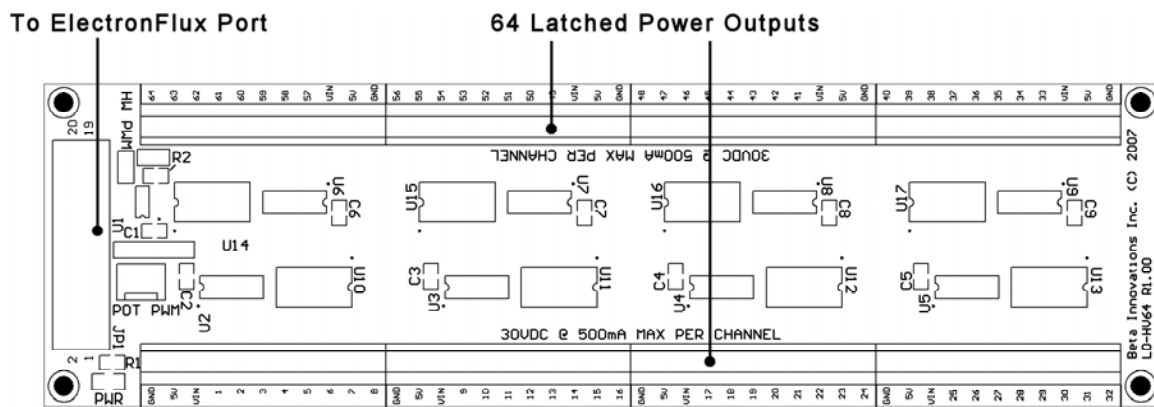 To ElectronFlux Port
64 Latched Power Outputs
64 63 62 61 60 59 58 57 VIN 5V GND 56 55 54 53 52 51 50 49 VIN 5V GND 48 47 46 45 44 43 42 41 VIN 5V GND 40 39 38 37 36 35 34 33 VIN 5V GND
20 19
HW PWM
30VDC @ 500mA MAX PER CHANNEL
R2
U6 U15 U7 U16 U8 U17 U9
C6 C7 C8 C9
U1
C1
U14
C3 C4 C5
C2
U2 U10 U3 U11 U4 U12 U5 U13
POT PWM
JP1
30VDC @ 500mA MAX PER CHANNEL
2 1
R1
PWR
GND 5V VIN 1 2 3 4 5 6 7 8 GND 5V VIN 9 10 11 12 13 14 15 16 GND 5V VIN 17 18 19 20 21 22 23 24 GND 5V VIN 25 26 27 28 29 30 31 32
Beta Innovations Inc. (C) 2007
LD-HV64 R1.00